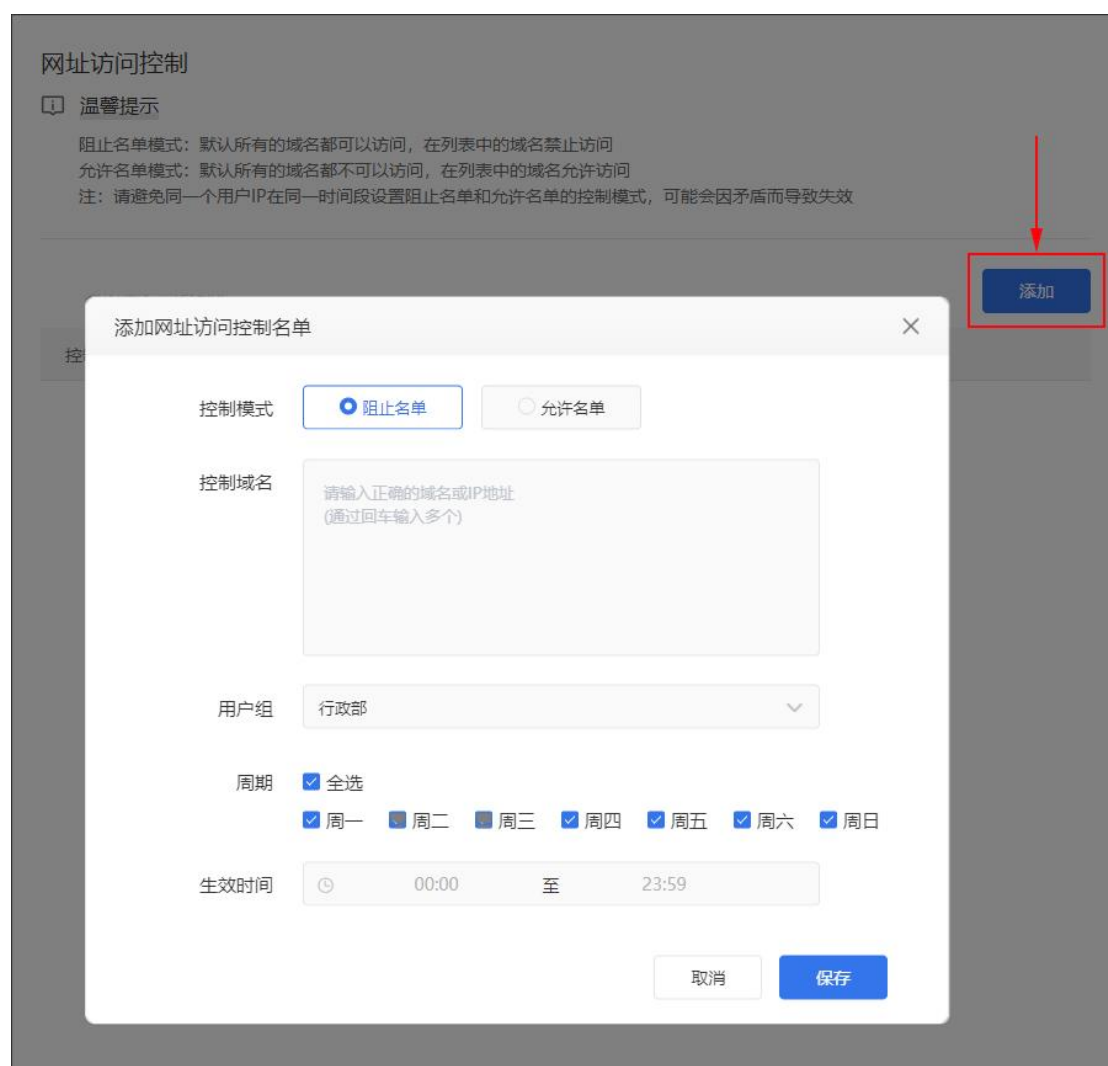 网址访问控制
温馨提示
阻止名单模式：默认所有的域名都可以访问，在列表中的域名禁止访问
允许名单模式：默认所有的域名都不可以访问，在列表中的域名允许访问
注：请避免同一个用户IP在同一时间段设置阻止名单和允许名单的控制模式，可能会因矛盾而导致失效
添加
控
添加网址访问控制名单
控制模式 阻止名单 允许名单
控制域名 请输入正确的域名或IP地址
(通过回车输入多个)
用户组 行政部
周期 全选
周一 周二 周三 周四 周五 周六 周日
生效时间 00:00 至 23:59
取消 保存